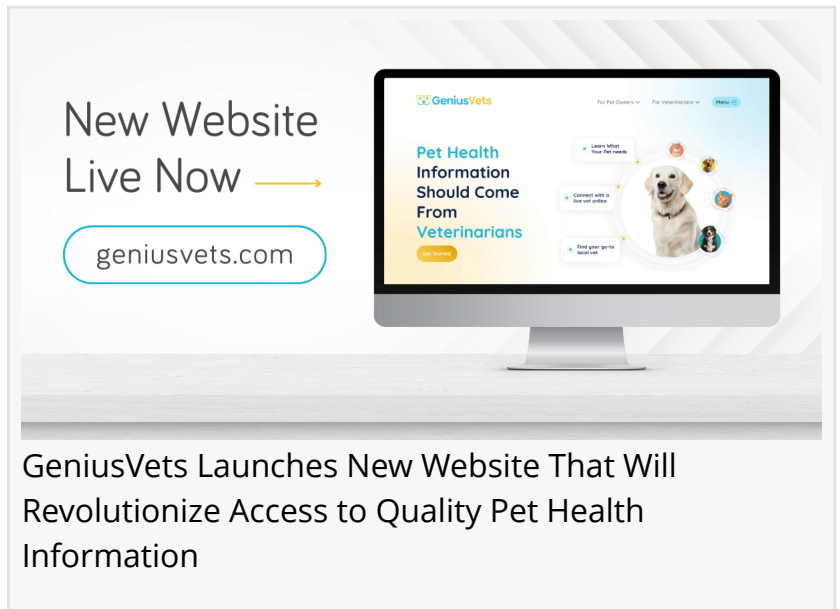 New Website
Live Now
geniusvets.com
GeniusVets
For Pet Owners
For Veterinarians
Menu
Pet Health
Information
Should Come
From
Veterinarians
Get Started
Learn What
Your Pet needs
Connect with a
live vet online
Find your go-to
local vet
GeniusVets Launches New Website That Will
Revolutionize Access to Quality Pet Health
Information